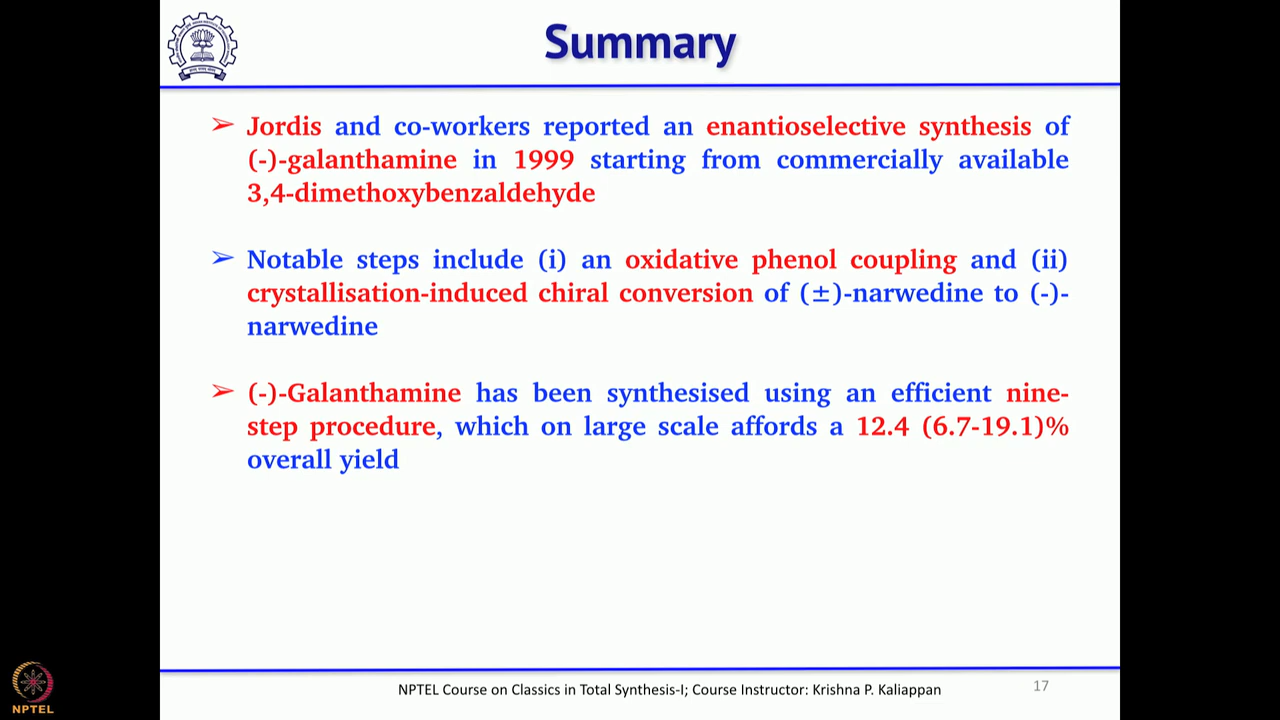 Summary
➢ Jordis and co-workers reported an enantioselective synthesis of
(-)-galanthamine in 1999 starting from commercially available
3,4-dimethoxybenzaldehyde
➢ Notable steps include (i) an oxidative phenol coupling and (ii)
crystallisation-induced chiral conversion of (±)-narwedine to (-)-
narwedine
➢ (-)-Galanthamine has been synthesised using an efficient nine-
step procedure, which on large scale affords a 12.4 (6.7-19.1)%
overall yield
NPTEL Course on Classics in Total Synthesis-I; Course Instructor: Krishna P. Kaliappan
17
NPTEL